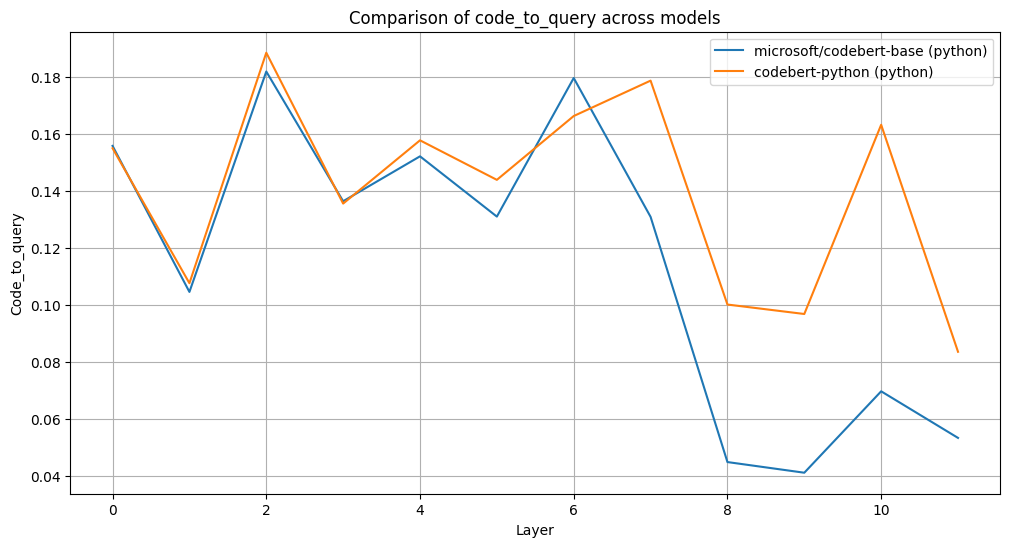 Comparison of code_to_query across models
microsoft/codebert-base (python)
codebert-python (python)
Code_to_query
0.18
0.16
0.14
0.12
0.10
0.08
0.06
0.04
0
2
4
6
8
10
Layer